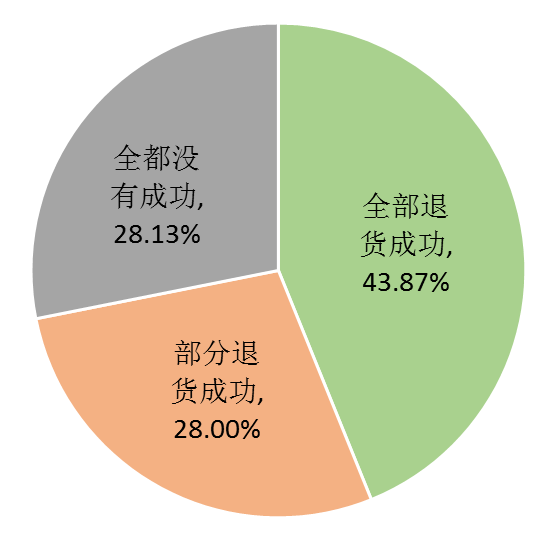 全都没
有成功,
28.13%
全部退
货成功,
43.87%
部分退
货成功,
28.00%